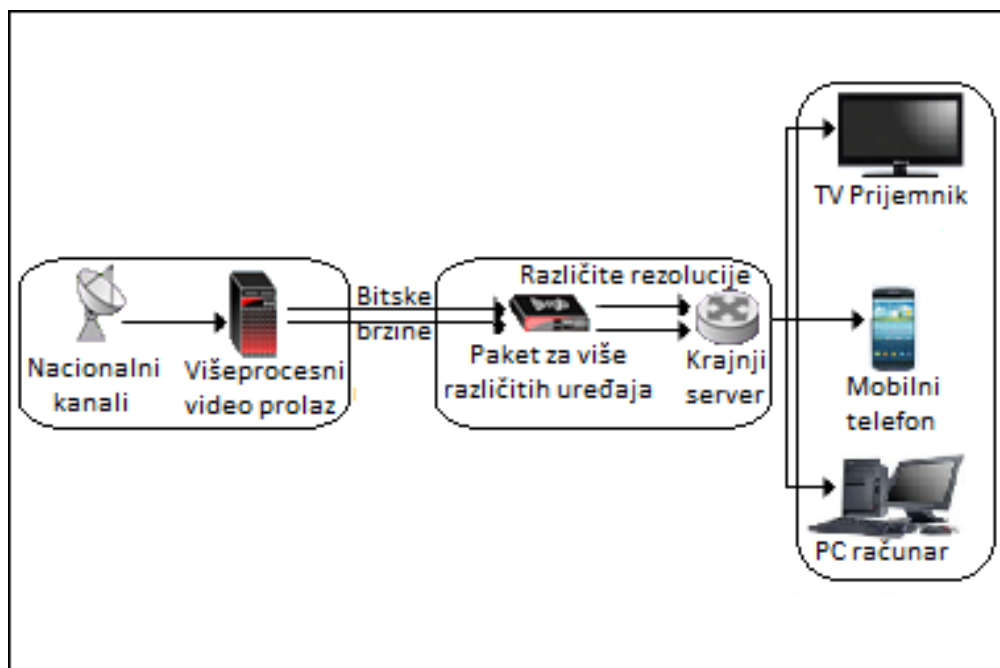 Nacionalni
kanali
Višeprocesni
video prolaz
Bitske
brzine
Različite rezolucije
Paket za više
različitih uređaja
Krajnji
server
TV Prijemnik
Mobilni
telefon
PC računar